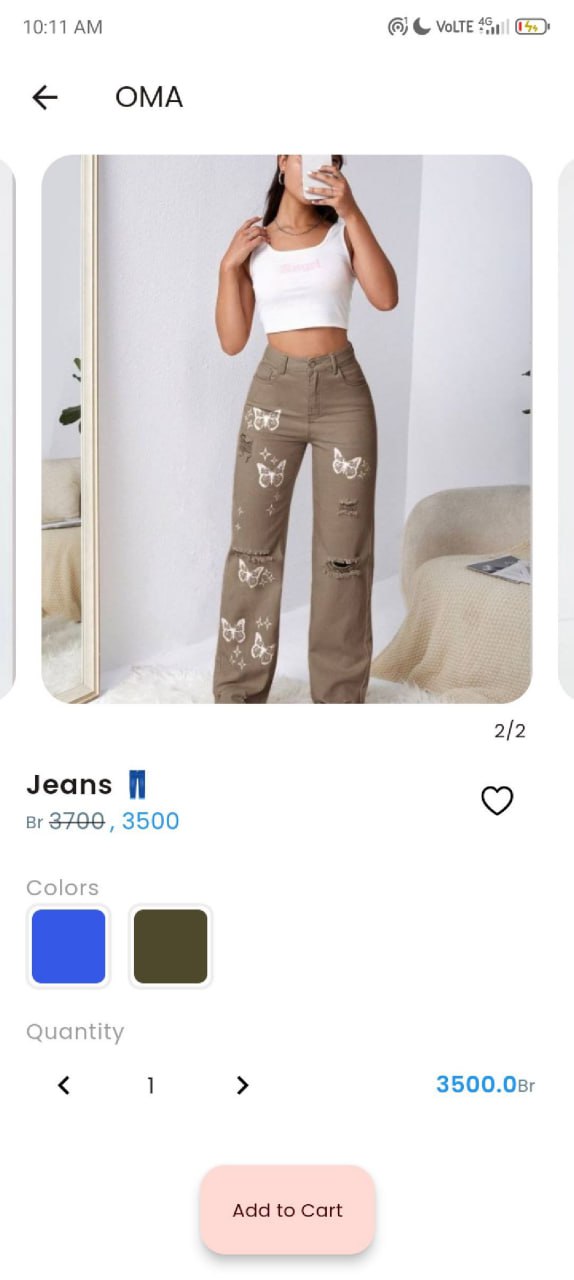 10:11 AM
VoLTE 4G
OMA
2/2
Jeans 👖
Br 3700, 3500
Colors
Quantity
1
3500.0Br
Add to Cart